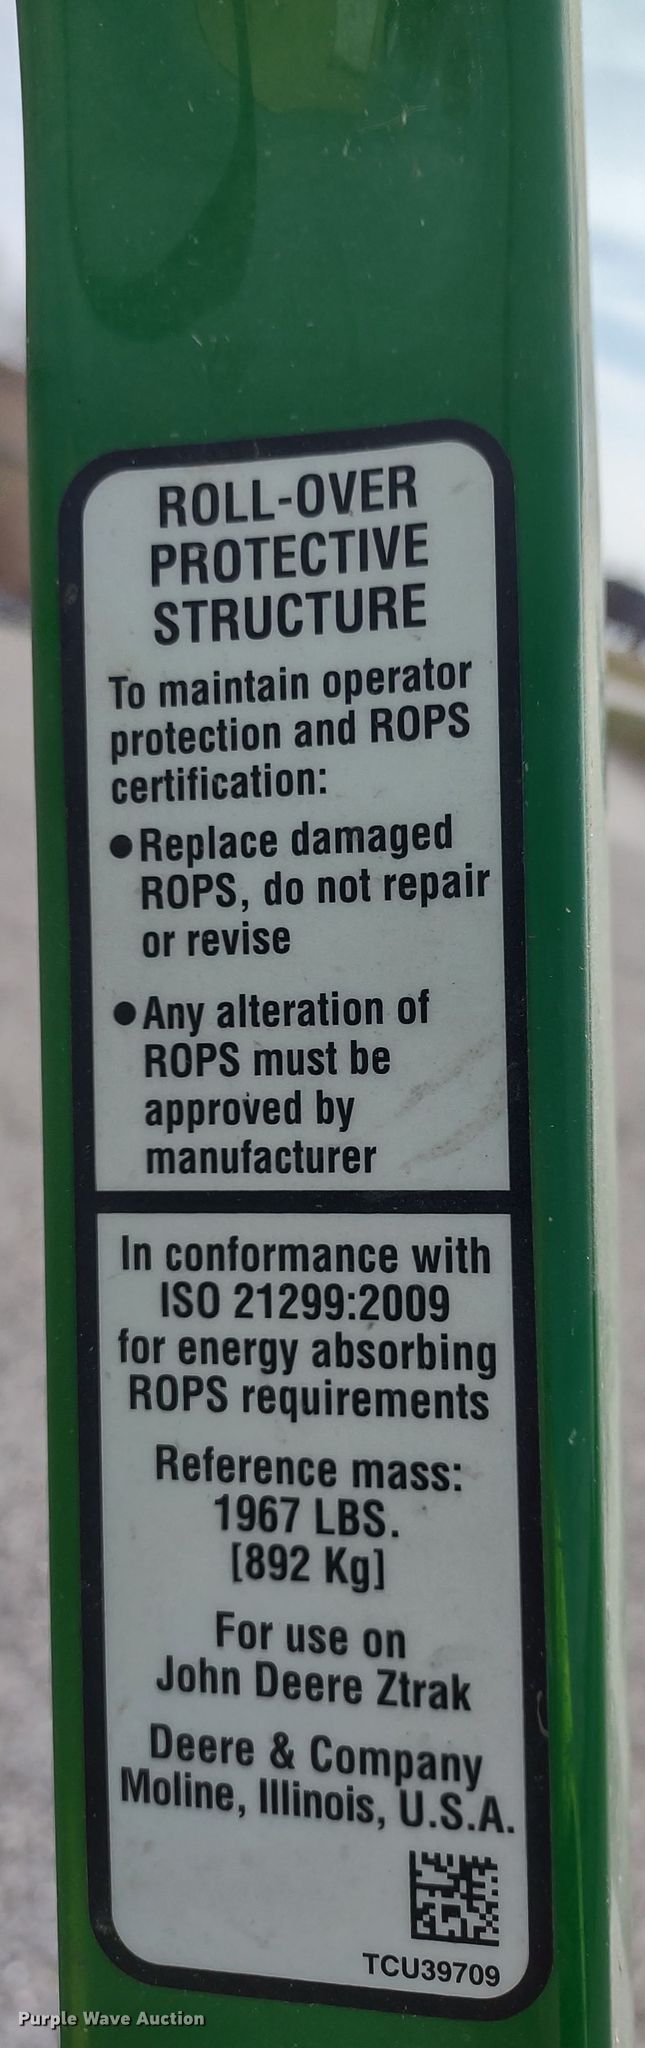 ROLL-OVER
PROTECTIVE
STRUCTURE
To maintain operator
protection and ROPS
certification:
●Replace damaged
ROPS, do not repair
or revise
●Any alteration of
ROPS must be
approved by
manufacturer
In conformance with
ISO 21299:2009
for energy absorbing
ROPS requirements
Reference mass:
1967 LBS.
[892 Kg]
For use on
John Deere Ztrak
Deere & Company
Moline, Illinois, U.S.A.
TCU39709
Purple Wave Auction